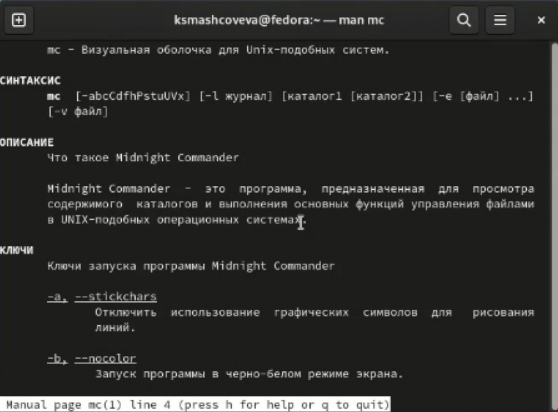 ksmashcoveva@fedora:~ — man mc
mc - Визуальная оболочка для Unix-подобных систем.
СИНТАКСИС
mc [-abcCdfhPstuUVx] [-l журнал] [каталог1 [каталог2]] [-e [файл] ...]
[-v файл]
ОПИСАНИЕ
Что такое Midnight Commander
Midnight Commander - это программа, предназначенная для просмотра
содержимого каталогов и выполнения основных функций управления файлами
в UNIX-подобных операционных системах.
КЛЮЧИ
Ключи запуска программы Midnight Commander
-a, --stickchars
Отключить использование графических символов для рисования
линий.
-b, --nocolor
Запуск программы в черно-белом режиме экрана.
Manual page mc(1) line 4 (press h for help or q to quit)